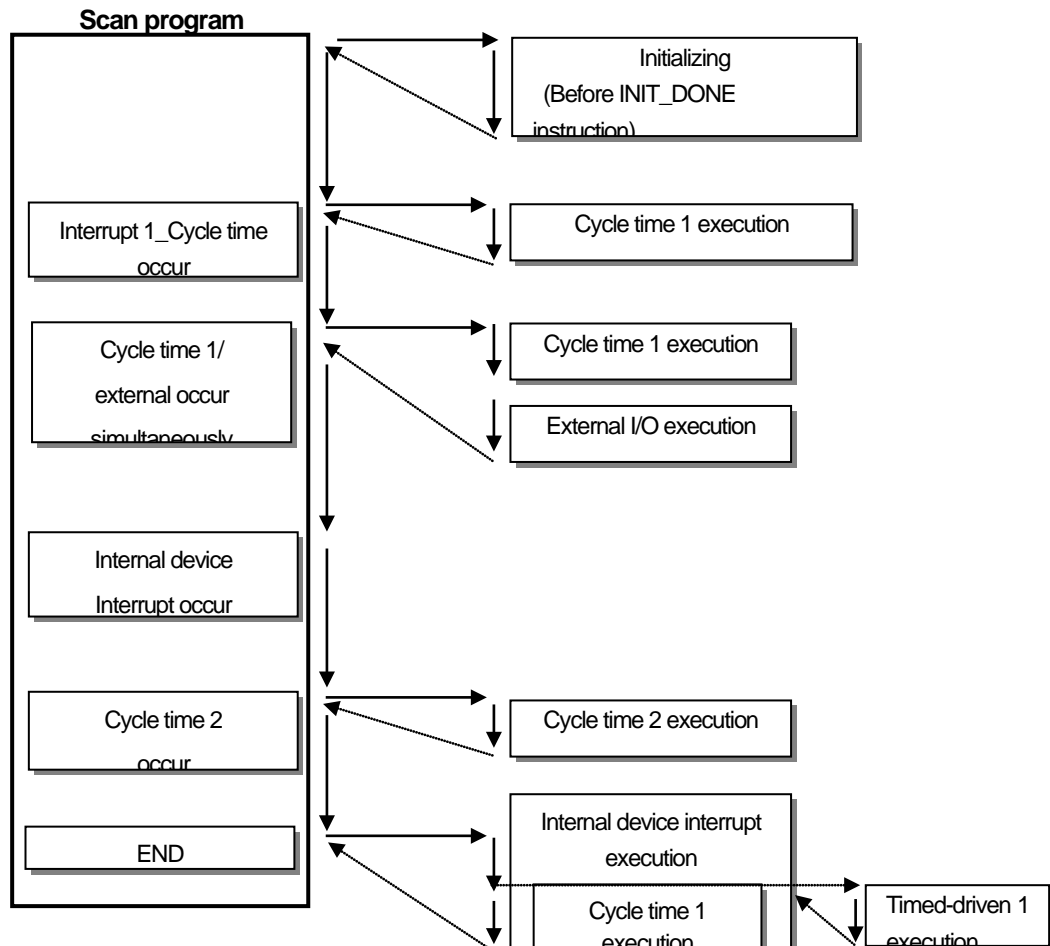 Scan program
Initializing
(Before INIT_DONE
instruction)
Interrupt 1_Cycle time
occur
Cycle time 1 execution
Cycle time 1/
external occur
simultaneously
Cycle time 1 execution
External I/O execution
Internal device
Interrupt occur
Cycle time 2
occur
Cycle time 2 execution
END
Internal device interrupt
execution
Cycle time 1
execution
Timed-driven 1
execution